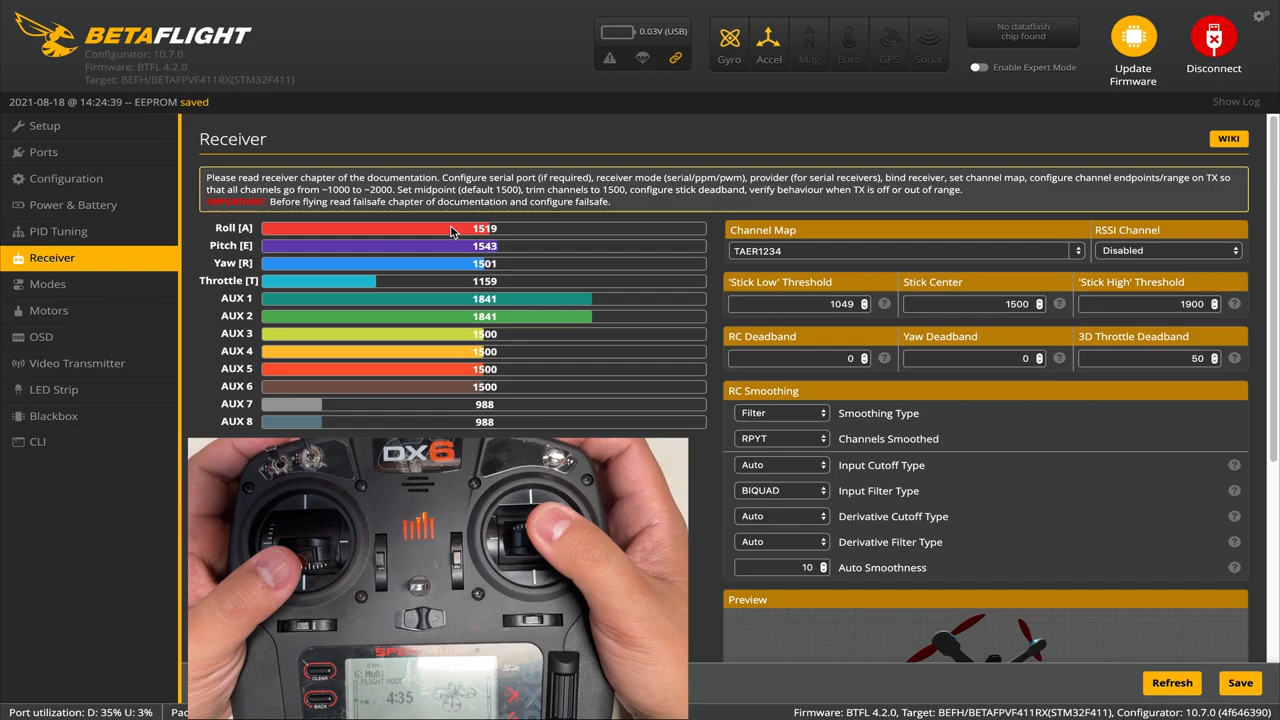 BETAFLIGHT
Configurator: 10.7.0
Firmware: BTFL 4.2.0
Target: BEFH/BETAFPVF411RX(STM32F411)
0.03V (USB)
Gyro
Accel
Mag
Baro
GPS
Sonar
No dataflash
chip found
Enable Expert Mode
Update
Firmware
Disconnect
2021-08-18 @ 14:24:39 -- EEPROM saved
Show Log
Setup
Ports
Configuration
Power & Battery
PID Tuning
Receiver
Modes
Motors
OSD
Video Transmitter
LED Strip
Blackbox
CLI
Receiver
WIKI
Please read receiver chapter of the documentation. Configure serial port (if required), receiver mode (serial/ppm/pwm), provider (for serial receivers), bind receiver, set channel map, configure channel endpoints/range on TX so
that all channels go from ~1000 to ~2000. Set midpoint (default 1500), trim channels to 1500, configure stick deadband, verify behaviour when TX is off or out of range.
Before flying read failsafe chapter of documentation and configure failsafe.
Roll [A] 1519
Pitch [E] 1543
Yaw [R] 1501
Throttle [T] 1159
AUX 1 1841
AUX 2 1841
AUX 3 1500
AUX 4 1500
AUX 5 1500
AUX 6 1500
AUX 7 988
AUX 8 988
Channel Map
RSSI Channel
TAER1234
Disabled
'Stick Low' Threshold
Stick Center
'Stick High' Threshold
1049
1500
1900
RC Deadband
Yaw Deadband
3D Throttle Deadband
0
0
50
RC Smoothing
Filter Smoothing Type
RPYT Channels Smoothed
Auto Input Cutoff Type
BIQUAD Input Filter Type
Auto Derivative Cutoff Type
Auto Derivative Filter Type
10 Auto Smoothness
Preview
DX6
CLEAR
BACK
C: Multi
FLIGHT MODE
4:35
Refresh
Save
Port utilization: D: 35% U: 3%
Pac
Firmware: BTFL 4.2.0, Target: BEFH/BETAFPVF411RX(STM32F411), Configurator: 10.7.0 (4f646390)